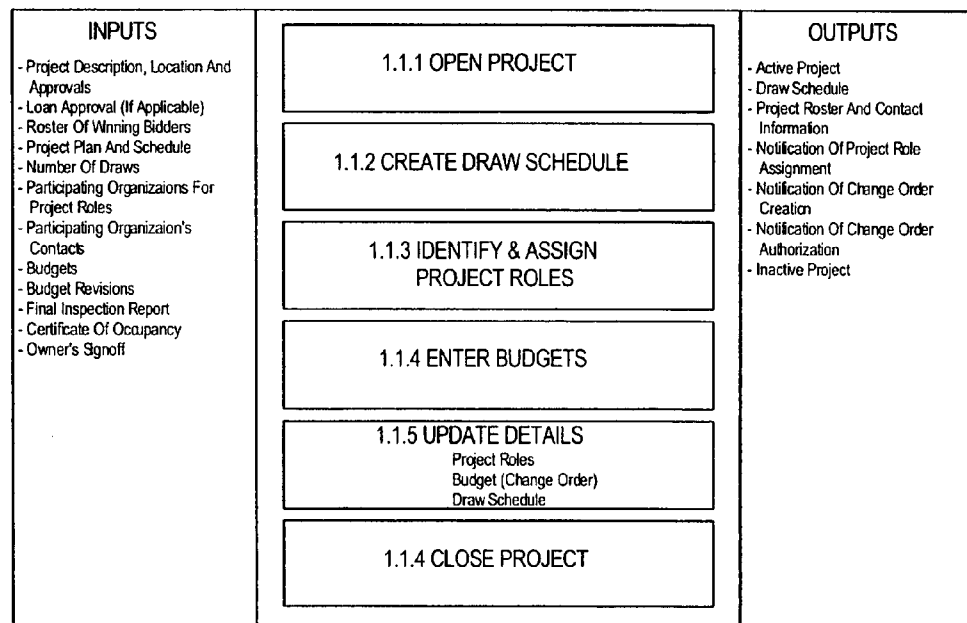 INPUTS
- Project Description, Location And
Approvals
- Loan Approval (If Applicable)
- Roster Of Winning Bidders
- Project Plan And Schedule
- Number Of Draws
- Participating Organizaions For
Project Roles
- Participating Organizaion's
Contacts
- Budgets
- Budget Revisions
- Final Inspection Report
- Certificate Of Occupancy
- Owner's Signoff
1.1.1 OPEN PROJECT
1.1.2 CREATE DRAW SCHEDULE
1.1.3 IDENTIFY & ASSIGN
PROJECT ROLES
1.1.4 ENTER BUDGETS
1.1.5 UPDATE DETAILS
Project Roles
Budget (Change Order)
Draw Schedule
1.1.4 CLOSE PROJECT
OUTPUTS
- Active Project
- Draw Schedule
- Project Roster And Contact
Information
- Notification Of Project Role
Assignment
- Notification Of Change Order
Creation
- Notification Of Change Order
Authorization
- Inactive Project